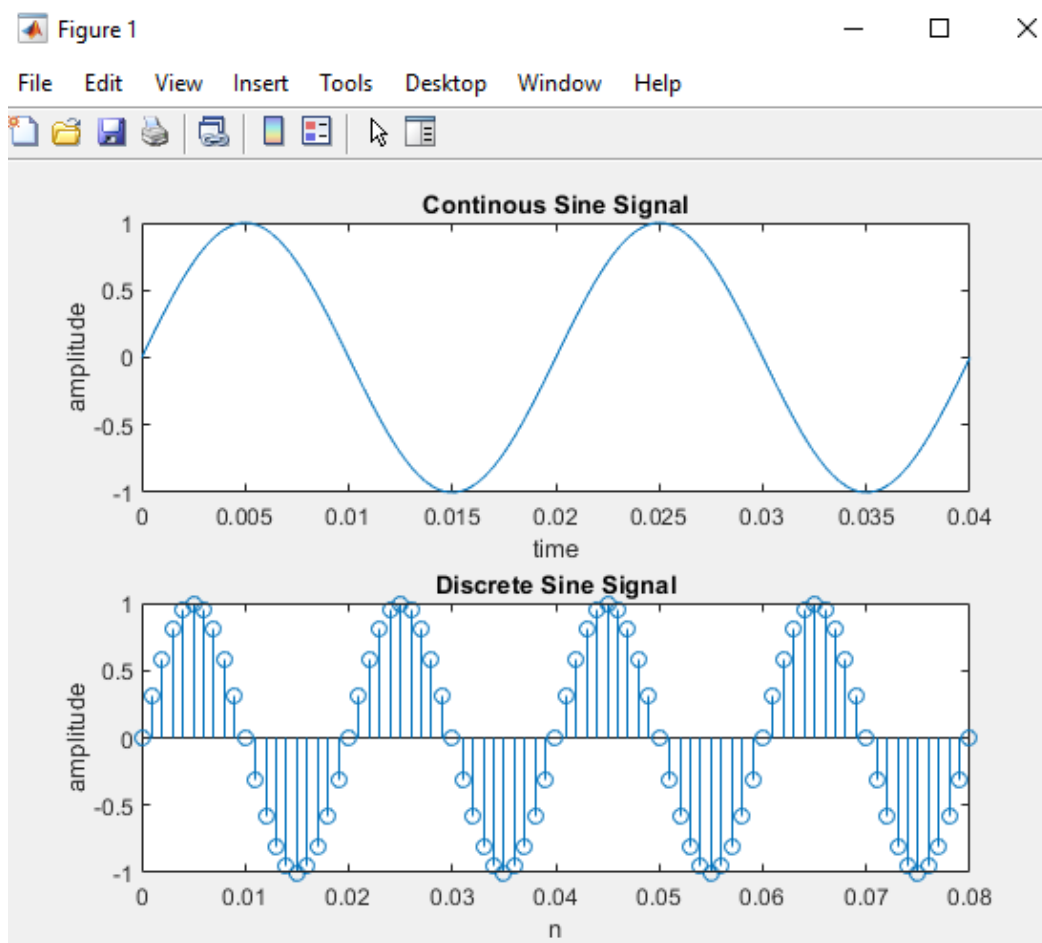 Figure 1
File Edit View Insert Tools Desktop Window Help
Continous Sine Signal
1
0.5
0
-0.5
-1
amplitude
0 0.005 0.01 0.015 0.02 0.025 0.03 0.035 0.04
time
Discrete Sine Signal
1
0.5
0
-0.5
-1
amplitude
0 0.01 0.02 0.03 0.04 0.05 0.06 0.07 0.08
n